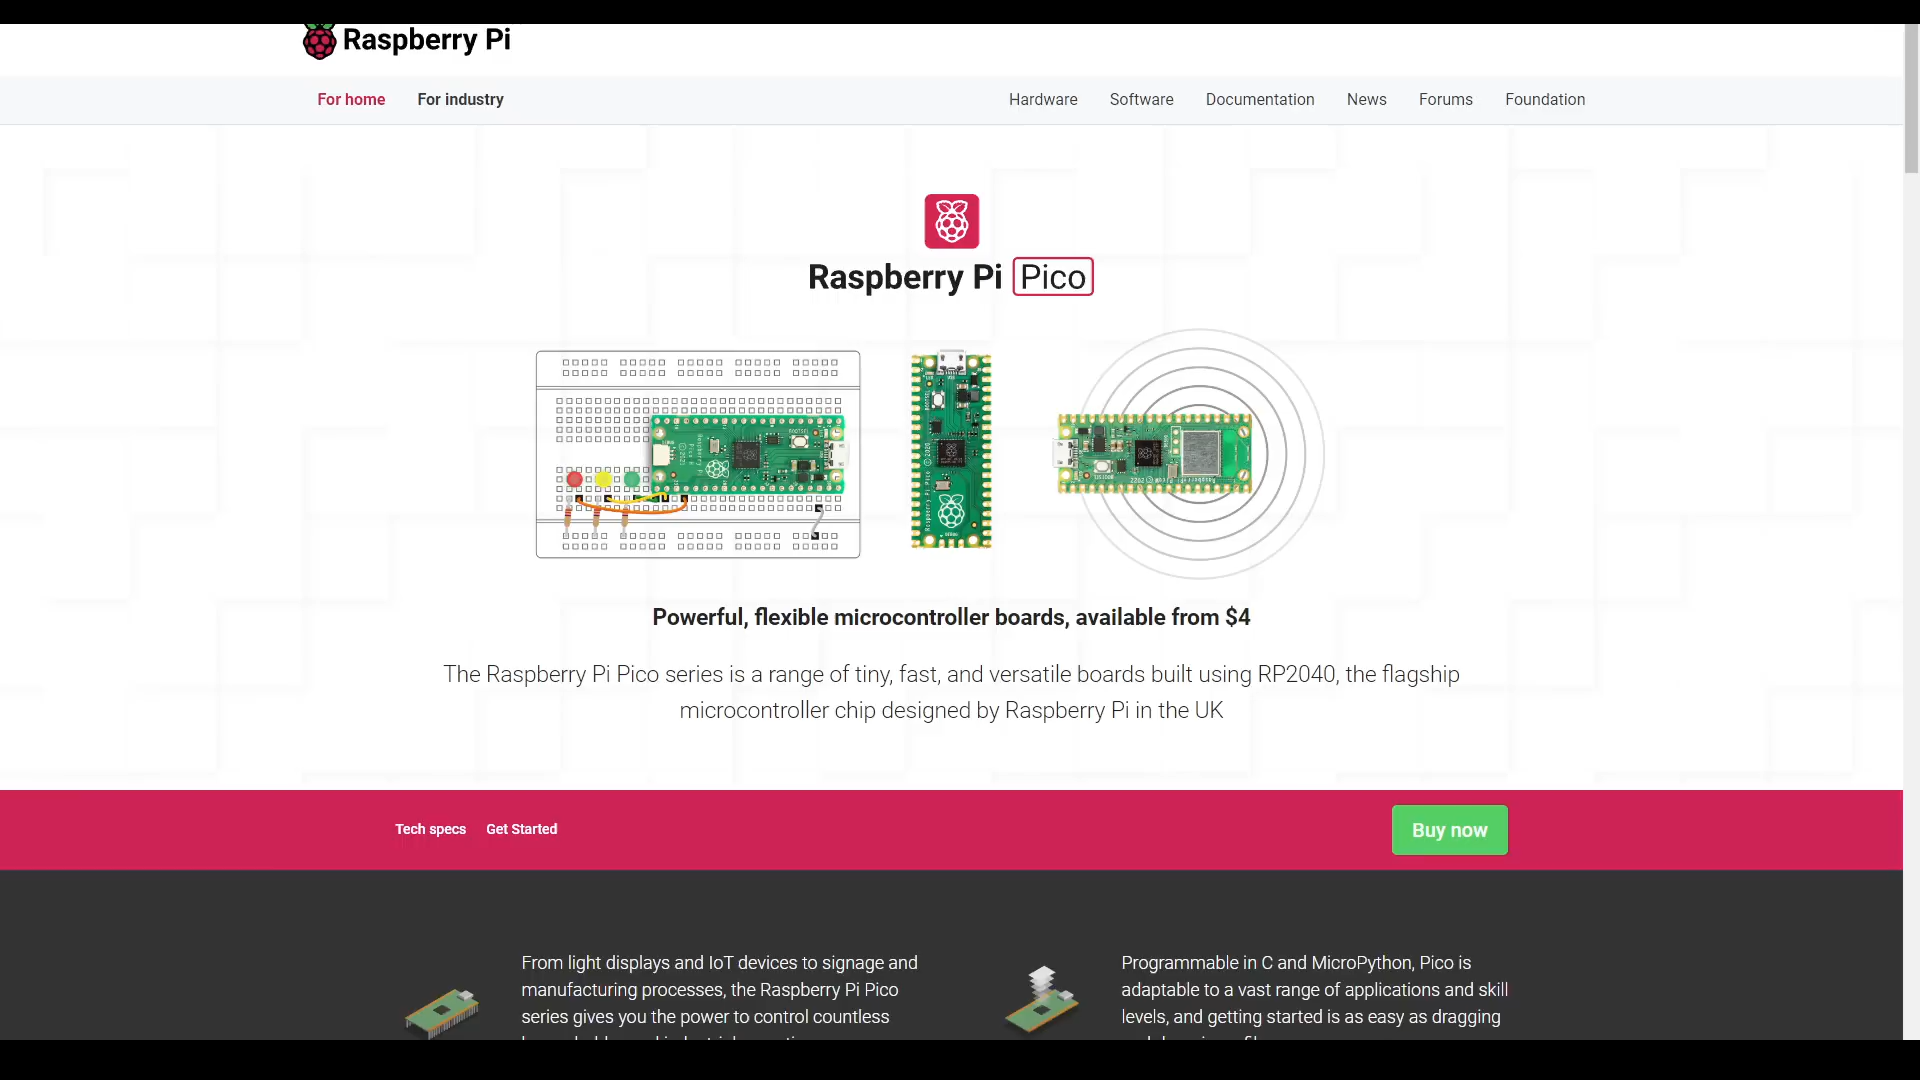 Raspberry Pi
For home
For industry
Hardware
Software
Documentation
News
Forums
Foundation
Raspberry Pi Pico
Powerful, flexible microcontroller boards, available from $4
The Raspberry Pi Pico series is a range of tiny, fast, and versatile boards built using RP2040, the flagship
microcontroller chip designed by Raspberry Pi in the UK
Tech specs
Get Started
Buy now
From light displays and IoT devices to signage and
manufacturing processes, the Raspberry Pi Pico
series gives you the power to control countless
Programmable in C and MicroPython, Pico is
adaptable to a vast range of applications and skill
levels, and getting started is as easy as dragging